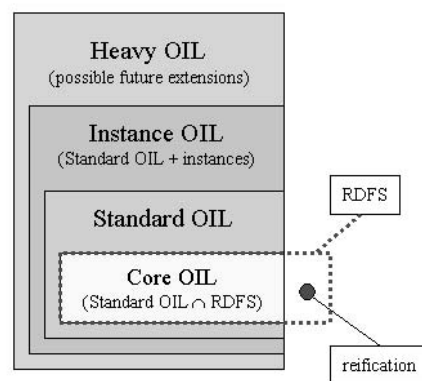 Heavy OIL
(possible future extensions)
Instance OIL
(Standard OIL + instances)
Standard OIL
RDFS
Core OIL
(Standard OIL ∩ RDFS)
reification